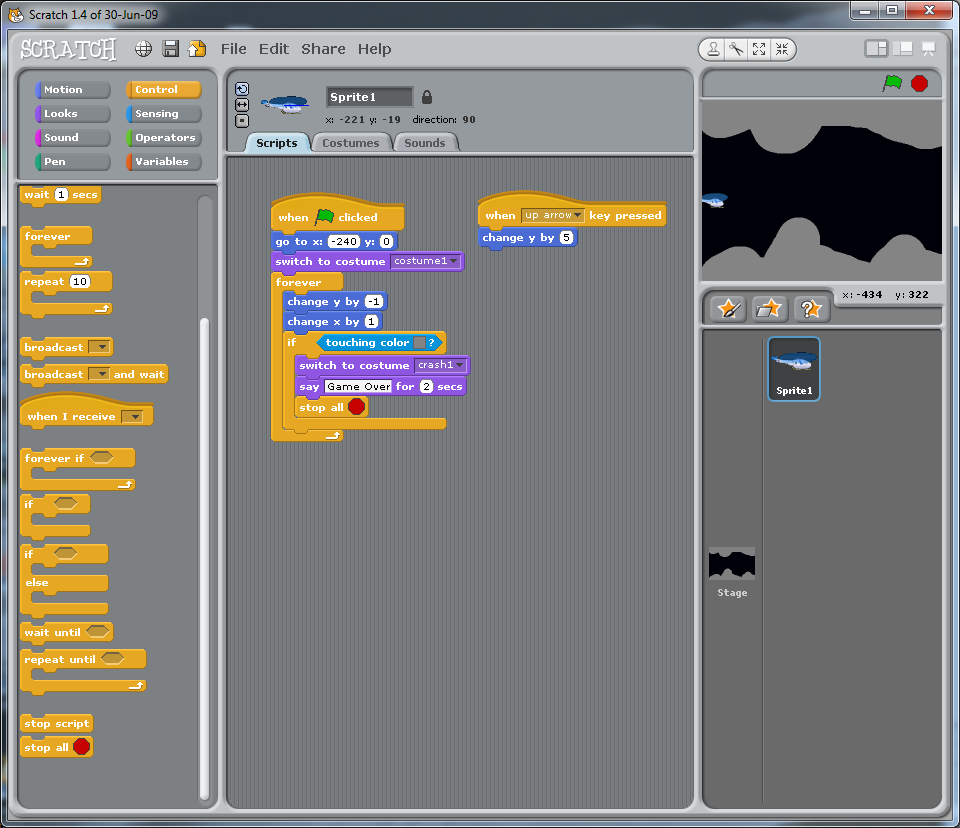 Scratch 1.4 of 30-Jun-09
SCRATCH File Edit Share Help
Motion Control
Looks Sensing
Sound Operators
Pen Variables
wait 1 secs
forever
repeat 10
broadcast
broadcast and wait
when I receive
forever if
if
if
else
wait until
repeat until
stop script
stop all
Sprite1
x: -221 y: -19 direction: 90
Scripts Costumes Sounds
when clicked
go to x: -240 y: 0
switch to costume costume1
forever
change y by -1
change x by 1
if touching color ?
switch to costume crash1
say Game Over for 2 secs
stop all
when up arrow key pressed
change y by 5
x: -434 y: 322
Sprite1
Stage